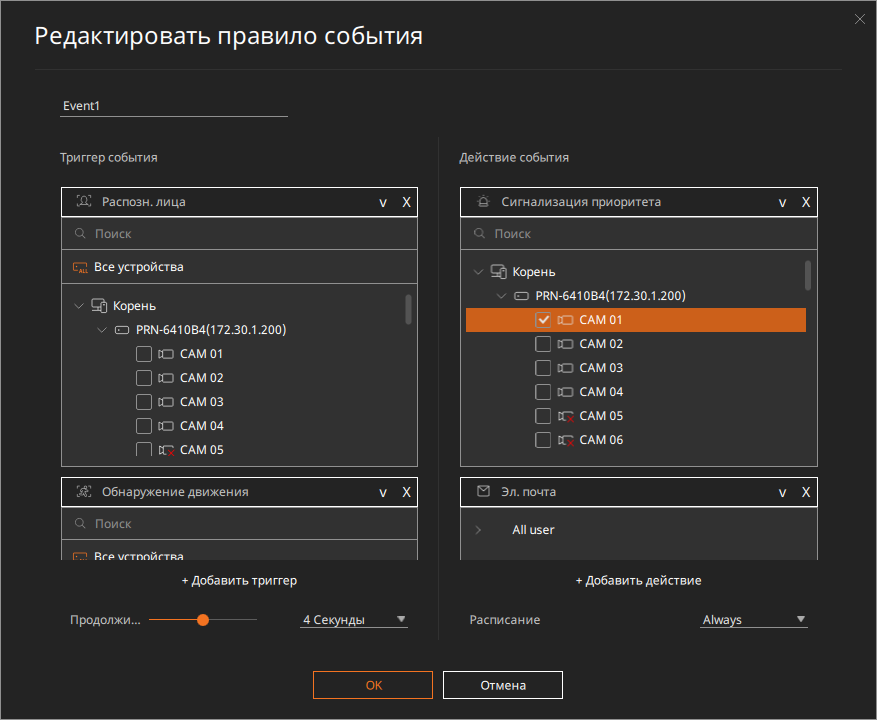 Редактировать правило события
Event1
Триггер события
Распозн. лица v X
Поиск
ALL Все устройства
Корень
PRN-6410B4(172.30.1.200)
CAM 01
CAM 02
CAM 03
CAM 04
CAM 05
Обнаружение движения v X
Поиск
Все устройства
+ Добавить триггер
Продолжи... 4 Секунды
Действие события
Сигнализация приоритета v X
Поиск
Корень
PRN-6410B4(172.30.1.200)
CAM 01
CAM 02
CAM 03
CAM 04
CAM 05
CAM 06
Эл. почта v X
All user
+ Добавить действие
Расписание Always
OK Отмена